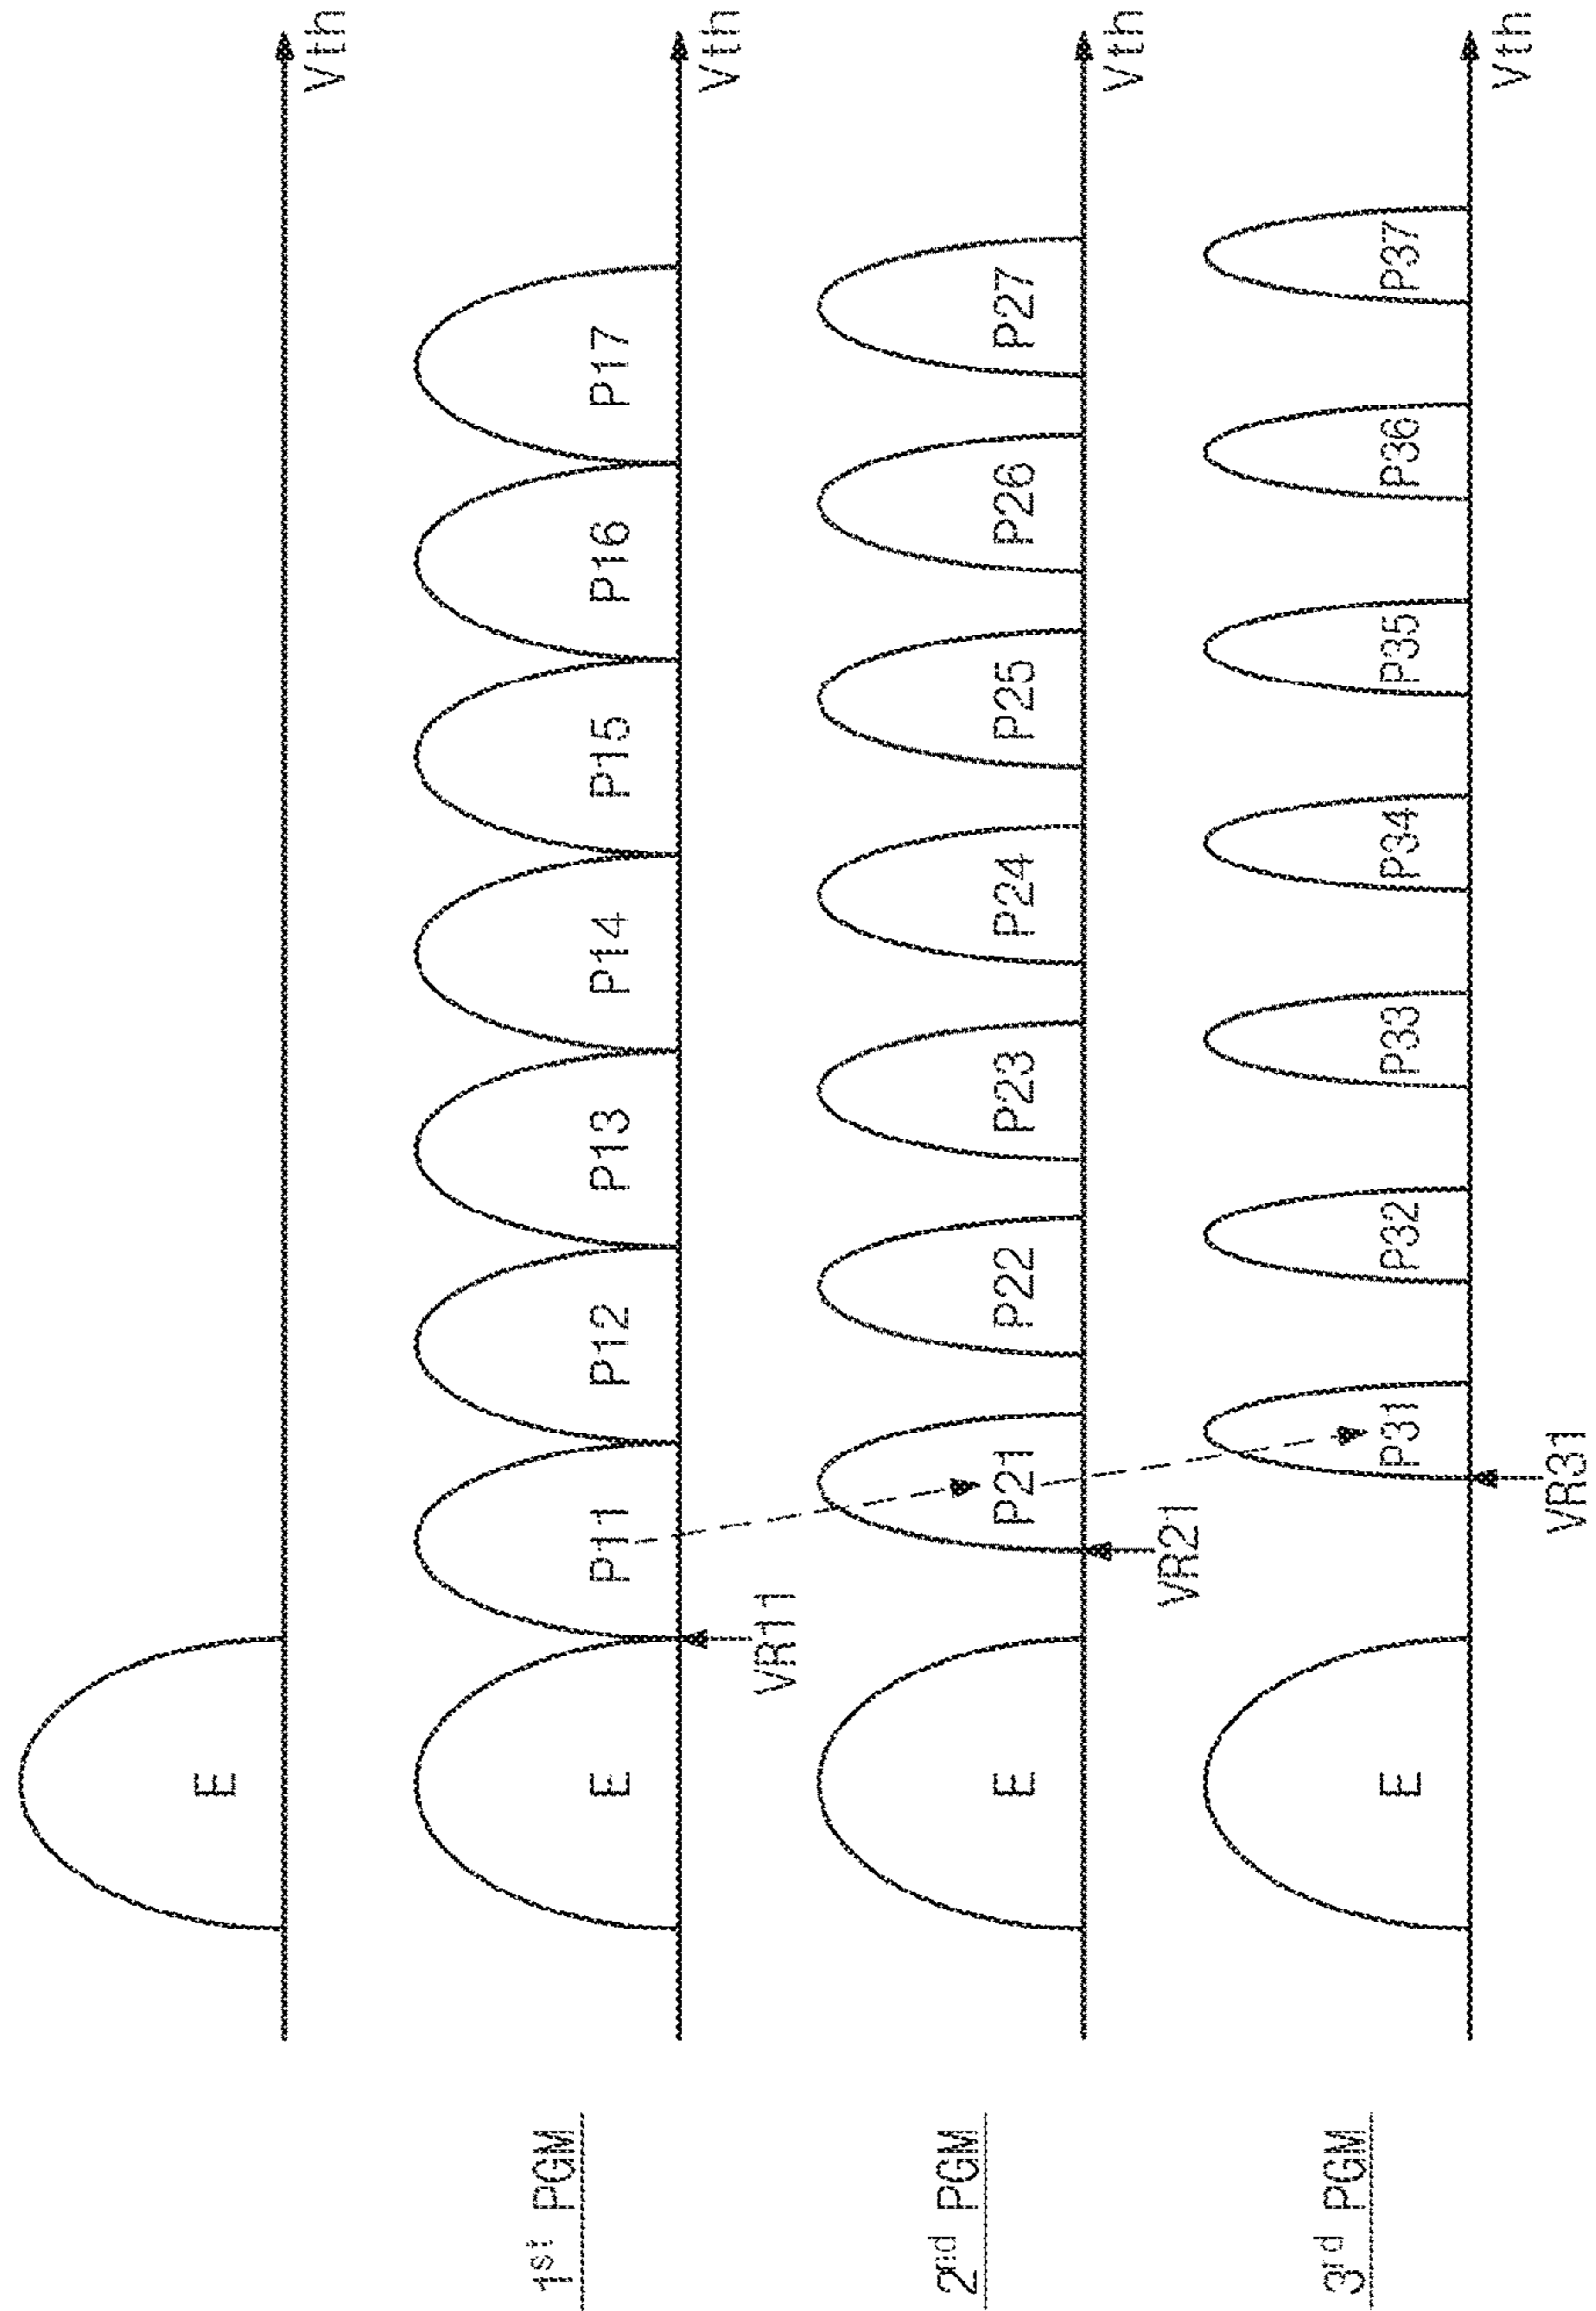 E
Vth
1st PGM
E P11 P12 P13 P14 P15 P16 P17
Vth
VR11
2nd PGM
E P21 P22 P23 P24 P25 P26 P27
Vth
VR21
3rd PGM
E P31 P32 P33 P34 P35 P36 P37
Vth
VR31